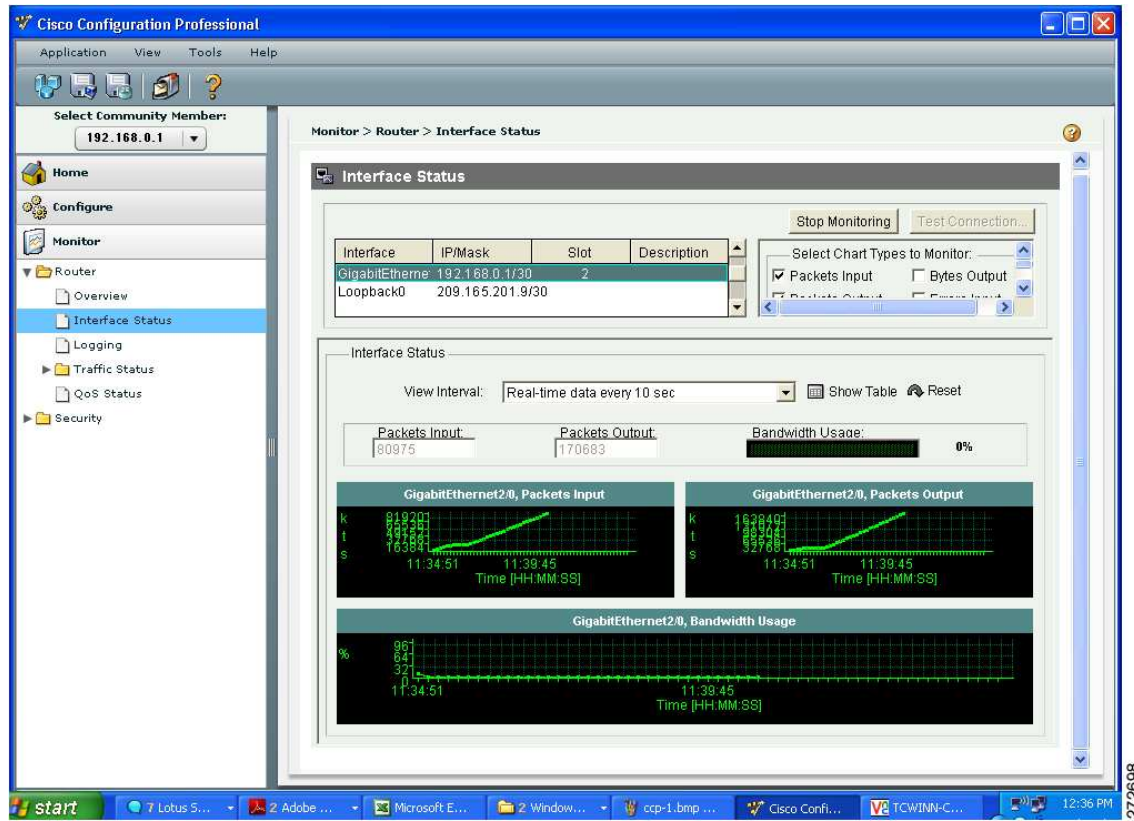 Cisco Configuration Professional
Application View Tools Help
Select Community Member:
192.168.0.1
Home
Configure
Monitor
Router
Overview
Interface Status
Logging
Traffic Status
QoS Status
Security
Monitor > Router > Interface Status
Interface Status
Stop Monitoring Test Connection...
Interface IP/Mask Slot Description
GigabitEtherne 192.168.0.1/30 2
Loopback0 209.165.201.9/30
Select Chart Types to Monitor:
Packets Input Bytes Output
Interface Status
View Interval: Real-time data every 10 sec Show Table Reset
Packets Input: Packets Output: Bandwidth Usage:
80975 170683 0%
GigabitEthernet2/0, Packets Input
k
t
s
81920
16384
11:34:51 11:39:45
Time [HH:MM:SS]
GigabitEthernet2/0, Packets Output
k
t
s
163840
32768
11:34:51 11:39:45
Time [HH:MM:SS]
GigabitEthernet2/0, Bandwidth Usage
%
96
64
32
0
11:34:51 11:39:45
Time [HH:MM:SS]
start 7 Lotus S... 2 Adobe ... Microsoft E... 2 Window... ccp-1.bmp ... Cisco Confi... TCWINN-C... 12:36 PM
272698